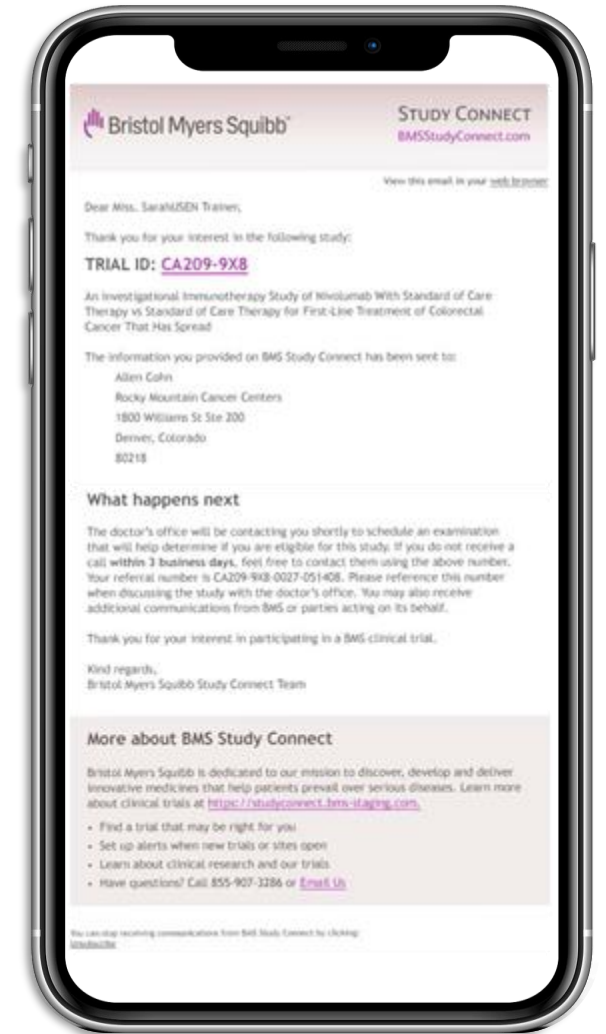 Bristol Myers Squibb™
STUDY CONNECT
BMSStudyConnect.com
View this email in your web browser
Dear Miss. SarahUSEN Trainer,
Thank you for your interest in the following study:
TRIAL ID: CA209-9X8
An Investigational Immunotherapy Study of Nivolumab With Standard of Care
Therapy vs Standard of Care Therapy for First-Line Treatment of Colorectal
Cancer That Has Spread
The information you provided on BMS Study Connect has been sent to:
Allen Cohn
Rocky Mountain Cancer Centers
1800 Williams St Ste 200
Denver, Colorado
80218
What happens next
The doctor's office will be contacting you shortly to schedule an examination
that will help determine if you are eligible for this study. If you do not receive a
call within 3 business days, feel free to contact them using the above number.
Your referral number is CA209-9X8-0027-051408. Please reference this number
when discussing the study with the doctor's office. You may also receive
additional communications from BMS or parties acting on its behalf.
Thank you for your interest in participating in a BMS clinical trial.
Kind regards,
Bristol Myers Squibb Study Connect Team
More about BMS Study Connect
Bristol Myers Squibb is dedicated to our mission to discover, develop and deliver
innovative medicines that help patients prevail over serious diseases. Learn more
about clinical trials at https://studyconnect.bms-staging.com.
• Find a trial that may be right for you
• Set up alerts when new trials or sites open
• Learn about clinical research and our trials
• Have questions? Call 855-907-3286 or Email Us
You can stop receiving communications from BMS Study Connect by clicking:
Unsubscribe